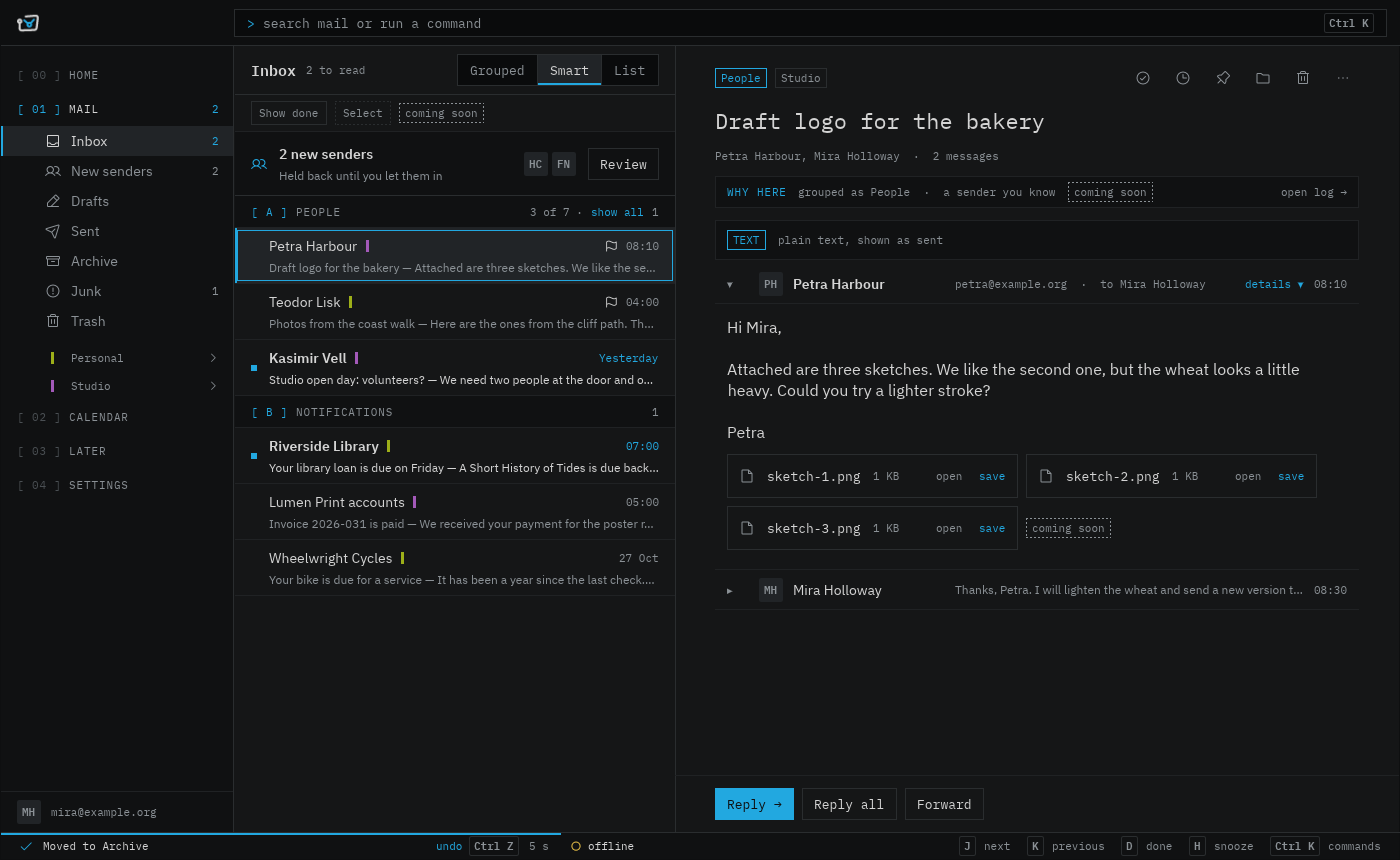 > search mail or run a command Ctrl K
[ 00 ] HOME
[ 01 ] MAIL 2
Inbox 2
New senders 2
Drafts
Sent
Archive
Junk 1
Trash
Personal
Studio
[ 02 ] CALENDAR
[ 03 ] LATER
[ 04 ] SETTINGS
MH mira@example.org
Inbox 2 to read Grouped Smart List
Show done Select coming soon
2 new senders
Held back until you let them in
HC FN Review
[ A ] PEOPLE 3 of 7 · show all 1
Petra Harbour 08:10
Draft logo for the bakery — Attached are three sketches. We like the se…
Teodor Lisk 04:00
Photos from the coast walk — Here are the ones from the cliff path. Th…
Kasimir Vell Yesterday
Studio open day: volunteers? — We need two people at the door and o…
[ B ] NOTIFICATIONS 1
Riverside Library 07:00
Your library loan is due on Friday — A Short History of Tides is due back…
Lumen Print accounts 05:00
Invoice 2026-031 is paid — We received your payment for the poster r…
Wheelwright Cycles 27 Oct
Your bike is due for a service — It has been a year since the last check.…
People Studio ···
Draft logo for the bakery
Petra Harbour, Mira Holloway · 2 messages
WHY HERE grouped as People · a sender you know coming soon open log →
TEXT plain text, shown as sent
▾ PH Petra Harbour petra@example.org · to Mira Holloway details ▾ 08:10
Hi Mira,
Attached are three sketches. We like the second one, but the wheat looks a little
heavy. Could you try a lighter stroke?
Petra
sketch-1.png 1 KB open save
sketch-2.png 1 KB open save
sketch-3.png 1 KB open save
coming soon
▸ MH Mira Holloway Thanks, Petra. I will lighten the wheat and send a new version t… 08:30
Reply → Reply all Forward
Moved to Archive undo Ctrl Z 5 s offline J next K previous D done H snooze Ctrl K commands